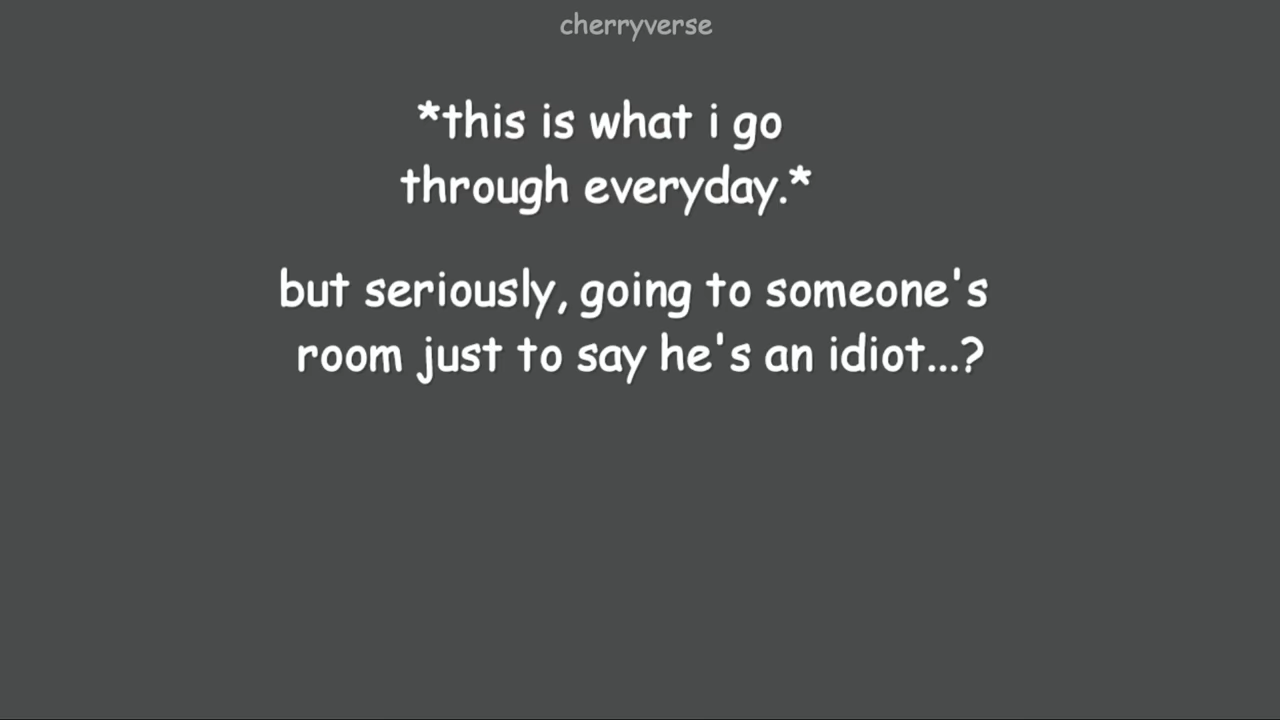 cherryverse
*this is what i go
through everyday.*
but seriously, going to someone's
room just to say he's an idiot...?